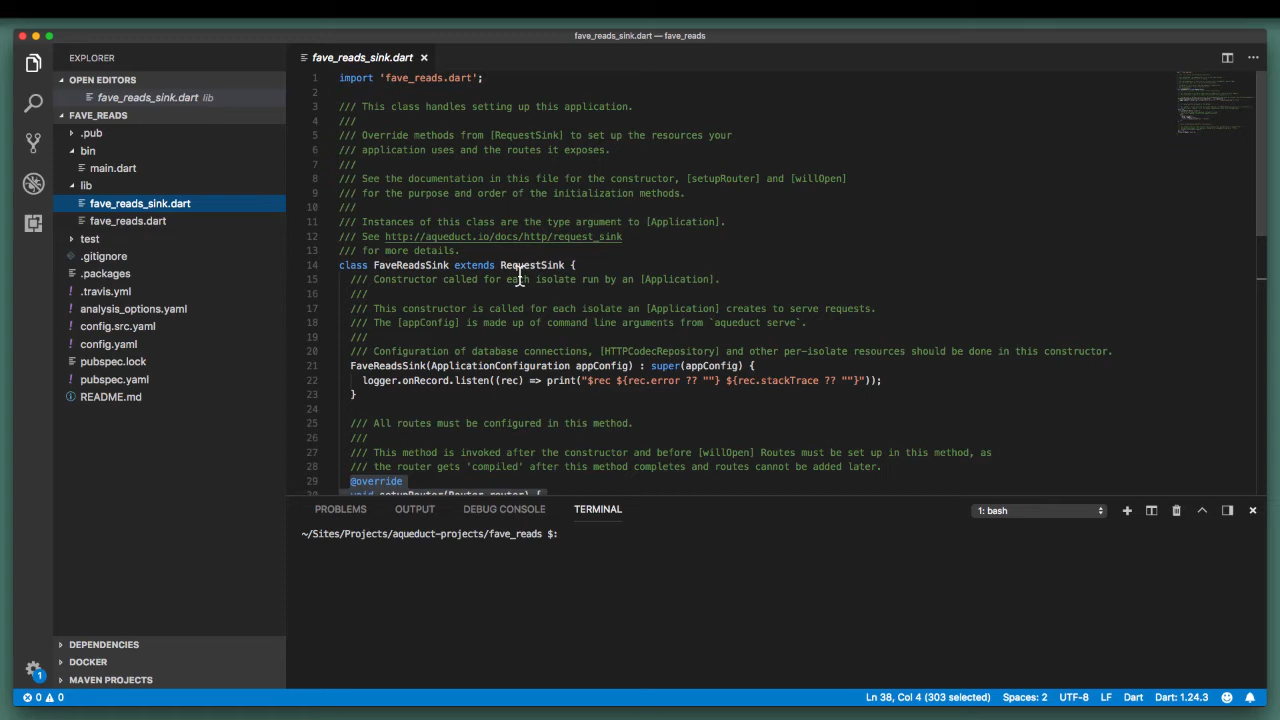 fave_reads_sink.dart — fave_reads
EXPLORER
OPEN EDITORS
fave_reads_sink.dart lib
FAVE_READS
.pub
bin
main.dart
lib
fave_reads_sink.dart
fave_reads.dart
test
.gitignore
.packages
.travis.yml
analysis_options.yaml
config.src.yaml
config.yaml
pubspec.lock
pubspec.yaml
README.md
DEPENDENCIES
DOCKER
MAVEN PROJECTS
fave_reads_sink.dart
1 import 'fave_reads.dart';
2
3 /// This class handles setting up this application.
4 ///
5 /// Override methods from [RequestSink] to set up the resources your
6 /// application uses and the routes it exposes.
7 ///
8 /// See the documentation in this file for the constructor, [setupRouter] and [willOpen]
9 /// for the purpose and order of the initialization methods.
10 ///
11 /// Instances of this class are the type argument to [Application].
12 /// See http://aqueduct.io/docs/http/request_sink
13 /// for more details.
14 class FaveReadsSink extends RequestSink {
15 /// Constructor called for each isolate run by an [Application].
16 ///
17 /// This constructor is called for each isolate an [Application] creates to serve requests.
18 /// The [appConfig] is made up of command line arguments from `aqueduct serve`.
19 ///
20 /// Configuration of database connections, [HTTPCodecRepository] and other per-isolate resources should be done in this constructor.
21 FaveReadsSink(ApplicationConfiguration appConfig) : super(appConfig) {
22 logger.onRecord.listen((rec) => print("$rec ${rec.error ?? ""} ${rec.stackTrace ?? ""}"));
23 }
24
25 /// All routes must be configured in this method.
26 ///
27 /// This method is invoked after the constructor and before [willOpen] Routes must be set up in this method, as
28 /// the router gets 'compiled' after this method completes and routes cannot be added later.
29 @override
30 void setupRouter(Router router) {
PROBLEMS OUTPUT DEBUG CONSOLE TERMINAL
1: bash
~/Sites/Projects/aqueduct-projects/fave_reads $:
1
0 0
Ln 38, Col 4 (303 selected) Spaces: 2 UTF-8 LF Dart Dart: 1.24.3